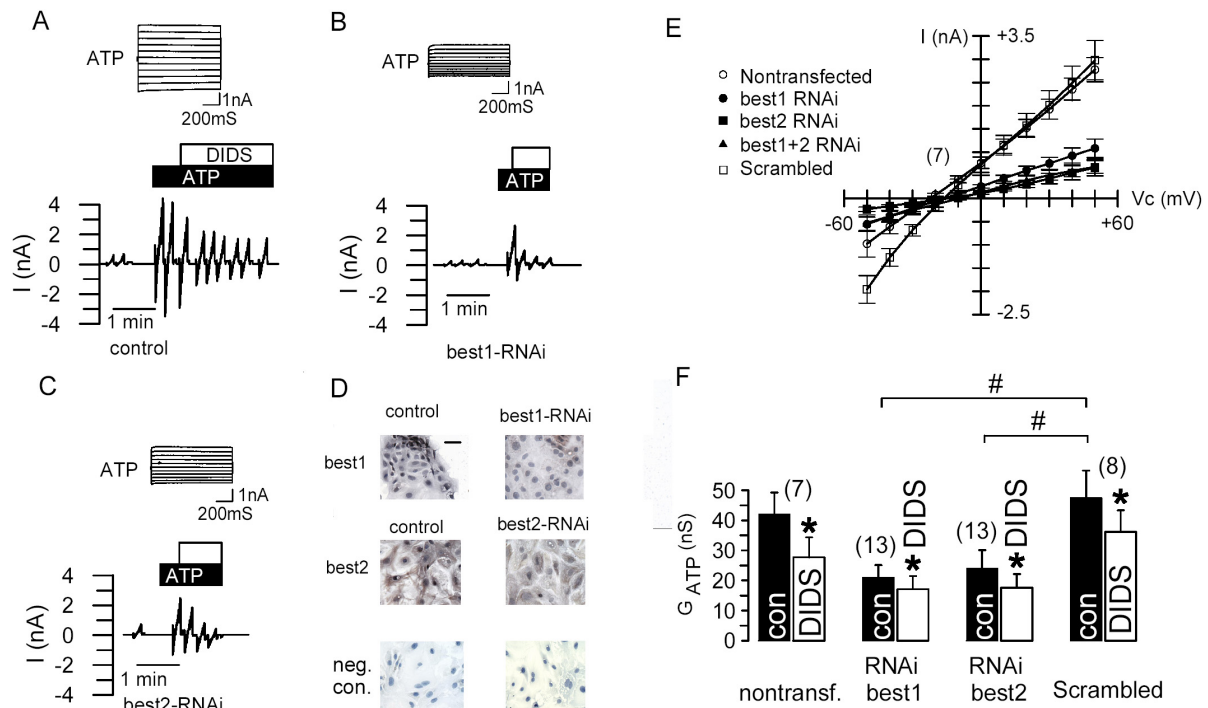 A
ATP
1nA
200mS
DIDS
ATP
4
2
0
-2
-4
I (nA)
1 min
control
B
ATP
1nA
200mS
ATP
4
2
0
-2
-4
I (nA)
1 min
best1-RNAi
C
ATP
1nA
200mS
ATP
4
2
0
-2
-4
I (nA)
1 min
best2-RNAi
D
control
best1-RNAi
best1
control
best2-RNAi
best2
neg.
con.
E
I (nA)
+3.5
Nontransfected
best1 RNAi
best2 RNAi
best1+2 RNAi
Scrambled
(7)
Vc (mV)
-60
+60
-2.5
F
#
#
50
40
30
20
10
0
G ATP (nS)
(7)
*
con
DIDS
(13)
*
DIDS
con
(13)
*
DIDS
con
(8)
*
con
DIDS
nontransf.
RNAi
best1
RNAi
best2
Scrambled